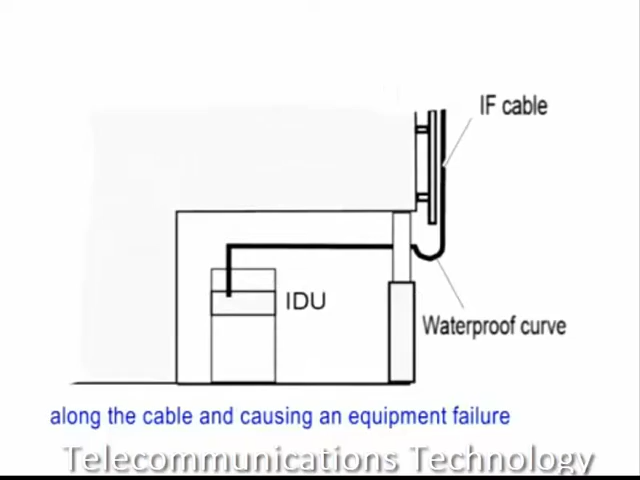 IF cable
IDU
Waterproof curve
along the cable and causing an equipment failure
Telecommunications Technology